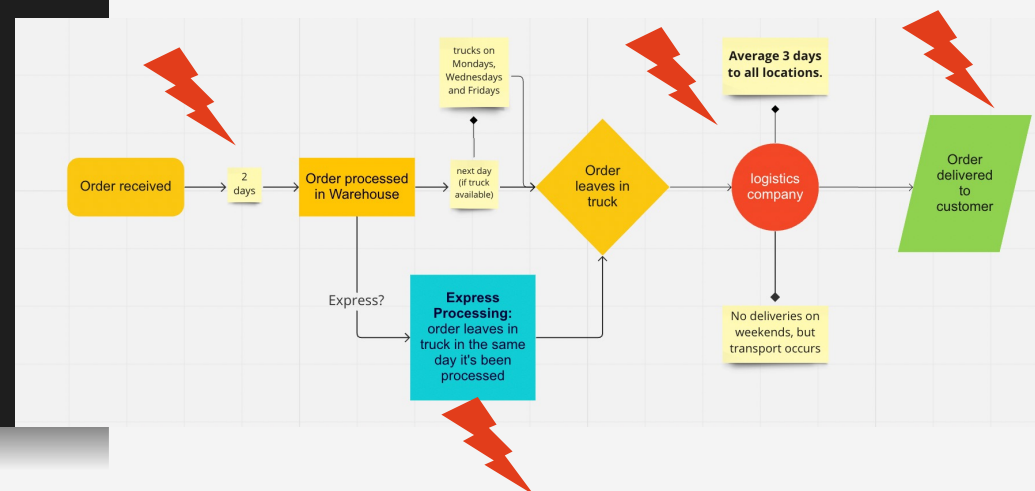 Order received
2
days
Order processed
in Warehouse
trucks on
Mondays,
Wednesdays
and Fridays
next day
(if truck
available)
Order
leaves in
truck
Average 3 days
to all locations.
logistics
company
No deliveries on
weekends, but
transport occurs
Order
delivered
to
customer
Express?
Express
Processing:
order leaves in
truck in the same
day it's been
processed